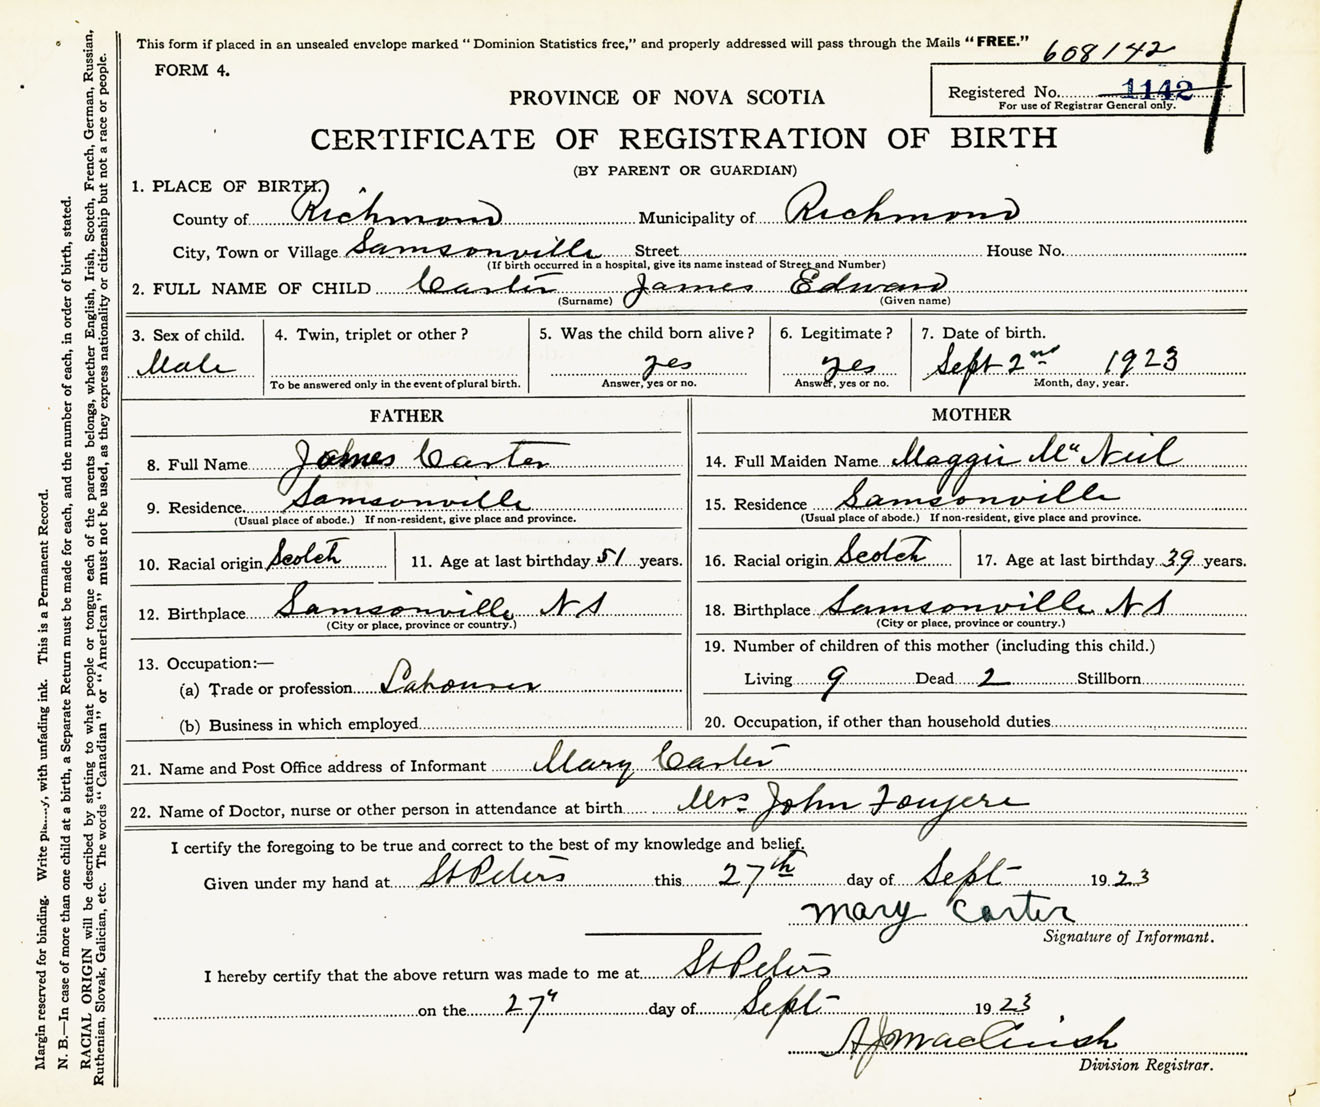 This form if placed in an unsealed envelope marked "Dominion Statistics free," and properly addressed will pass through the Mails "FREE."
608142
FORM 4.
Registered No. 1142
For use of Registrar General only.
PROVINCE OF NOVA SCOTIA
CERTIFICATE OF REGISTRATION OF BIRTH
(BY PARENT OR GUARDIAN)
1. PLACE OF BIRTH.
County of Richmond Municipality of Richmond
City, Town or Village Samsonville Street House No.
(If birth occurred in a hospital, give its name instead of Street and Number)
2. FULL NAME OF CHILD Carter James Edward
(Surname) (Given name)
3. Sex of child. 4. Twin, triplet or other? 5. Was the child born alive? 6. Legitimate? 7. Date of birth.
Male yes yes Sept 2nd 1923
To be answered only in the event of plural birth. Answer, yes or no. Answer, yes or no. Month, day, year.
FATHER MOTHER
8. Full Name James Carter 14. Full Maiden Name Maggie Mc Neil
9. Residence. Samsonville 15. Residence Samsonville
(Usual place of abode.) If non-resident, give place and province. (Usual place of abode.) If non-resident, give place and province.
10. Racial origin Scotch 11. Age at last birthday 51 years. 16. Racial origin Scotch 17. Age at last birthday 39 years.
12. Birthplace Samsonville N S 18. Birthplace Samsonville N S
(City or place, province or country.) (City or place, province or country.)
13. Occupation:— 19. Number of children of this mother (including this child.)
(a) Trade or profession Labourer Living 9 Dead 2 Stillborn
(b) Business in which employed 20. Occupation, if other than household duties
21. Name and Post Office address of Informant Mary Carter
22. Name of Doctor, nurse or other person in attendance at birth Mrs John Fougere
I certify the foregoing to be true and correct to the best of my knowledge and belief.
Given under my hand at St Peters this 27th day of Sept 1923
Mary Carter
Signature of Informant.
I hereby certify that the above return was made to me at St Peters
on the 27" day of Sept 1923
Division Registrar.
Margin reserved for binding. Write with unfading ink. This is a Permanent Record.
N. B.—In case of more than one child at a birth, a Separate Return must be made for each, and the number of each, in order of birth, stated.
RACIAL ORIGIN will be described by stating to what people or tongue each of the parents belongs, whether English, Irish, Scotch, French, German, Russian,
Ruthenian, Slovak, Galician, etc. The words "Canadian" or "American" must not be used, as they express nationality or citizenship but not a race or people.